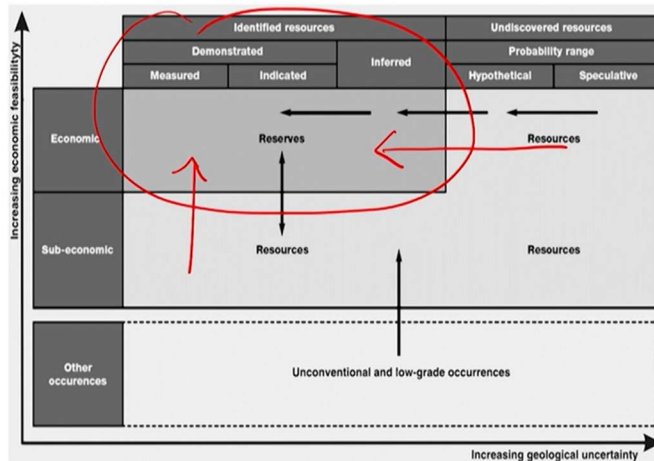 Increasing economic feasibilityty
Identified resources
Undiscovered resources
Demonstrated
Inferred
Probability range
Measured
Indicated
Hypothetical
Speculative
Economic
Reserves
Resources
Sub-economic
Resources
Resources
Other
occurences
Unconventional and low-grade occurrences
Increasing geological uncertainty